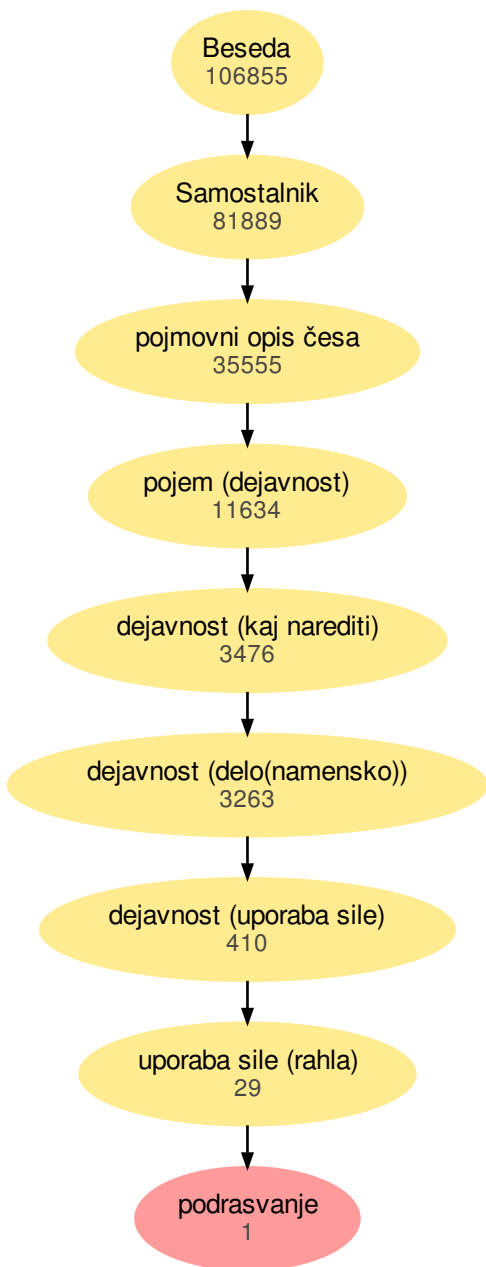 Beseda
106855
Samostalnik
81889
pojmovni opis česa
35555
pojem (dejavnost)
11634
dejavnost (kaj narediti)
3476
dejavnost (delo(namensko))
3263
dejavnost (uporaba sile)
410
uporaba sile (rahla)
29
podrasvanje
1